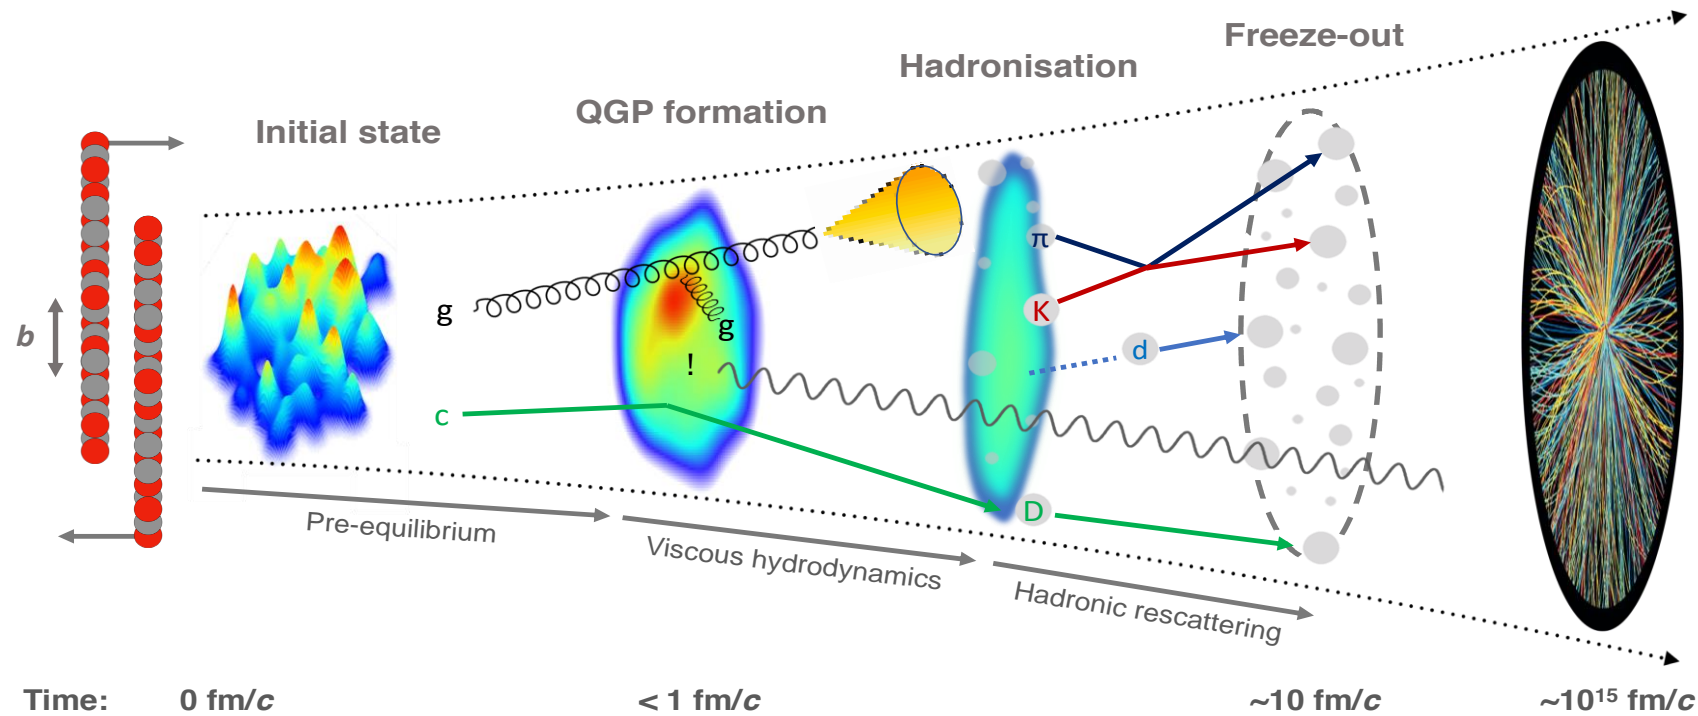 Freeze-out
Hadronisation
QGP formation
Initial state
b
g
g
!
c
π
K
d
D
Pre-equilibrium
Viscous hydrodynamics
Hadronic rescattering
Time: 0 fm/c < 1 fm/c ~10 fm/c ~10¹⁵ fm/c